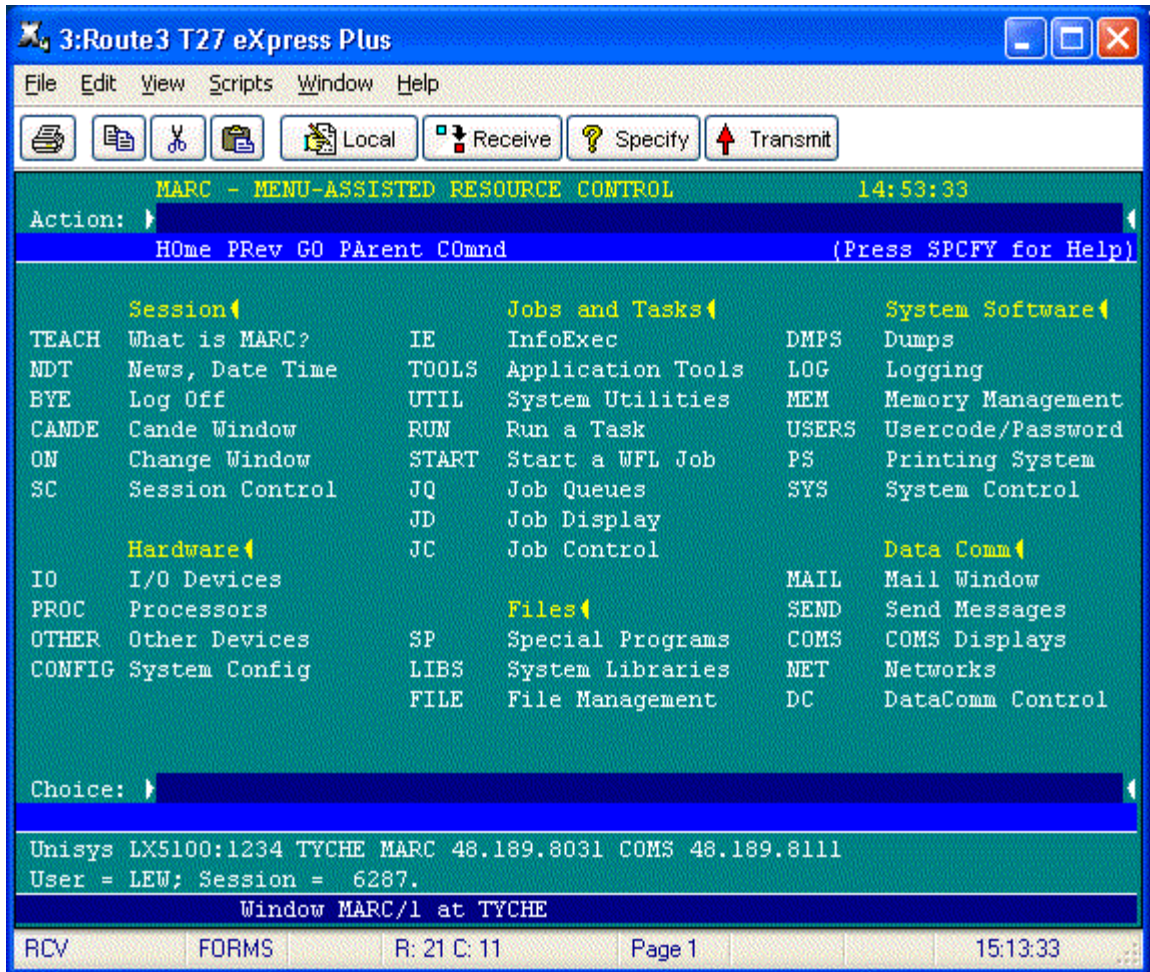 3:Route3 T27 eXpress Plus
File Edit View Scripts Window Help
Local Receive Specify Transmit
MARC - MENU-ASSISTED RESOURCE CONTROL 14:53:33
Action:
HOme PRev GO PArent COmnd (Press SPCFY for Help)
Session Jobs and Tasks System Software
TEACH What is MARC? IE InfoExec DMPS Dumps
NDT News, Date Time TOOLS Application Tools LOG Logging
BYE Log Off UTIL System Utilities MEM Memory Management
CANDE Cande Window RUN Run a Task USERS Usercode/Password
ON Change Window START Start a WFL Job PS Printing System
SC Session Control JQ Job Queues SYS System Control
JD Job Display
Hardware JC Job Control Data Comm
IO I/O Devices MAIL Mail Window
PROC Processors Files SEND Send Messages
OTHER Other Devices SP Special Programs COMS COMS Displays
CONFIG System Config LIBS System Libraries NET Networks
FILE File Management DC DataComm Control
Choice:
Unisys LX5100:1234 TYCHE MARC 48.189.8031 COMS 48.189.8111
User = LEW; Session = 6287.
Window MARC/1 at TYCHE
RCV FORMS R: 21 C: 11 Page 1 15:13:33